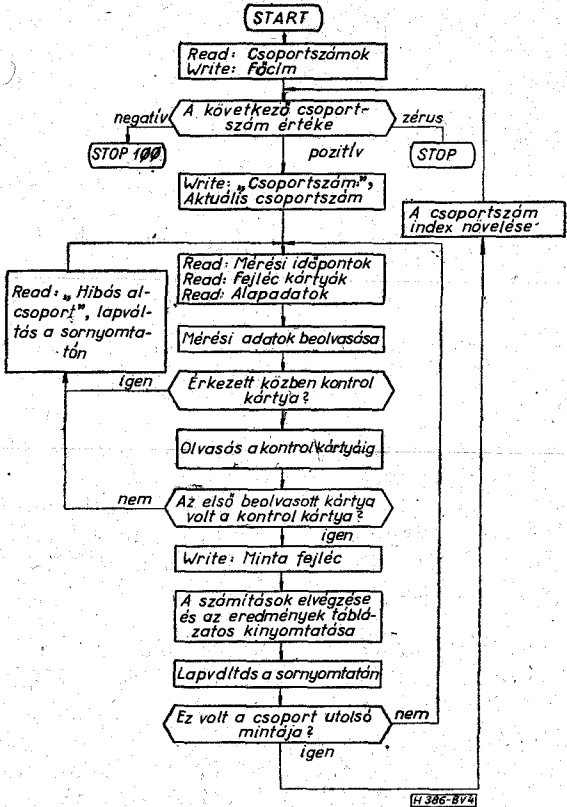 START
Read: Csoportszámok
Write: Főcím
negatív
A következő csoport-
szám értéke
zérus
STOP 100
pozitív
STOP
Write: „Csoportszám:”,
Aktuális csoportszám
A csoportszám
index növelése
Read: Mérési időpontok
Read: Fejléc kártyák
Read: Alapadatok
Read: „Hibás al-
csoport”, lapvál-
tás a sornyomta-
tón
Mérési adatok beolvasása
igen
Érkezett közben kontrol
kártya?
Olvasás a kontrol kártyáig
nem
Az első beolvasott kártya
volt a kontrol kártya?
igen
Write: Minta fejléc
A számítások elvégzése
és az eredmények táblá-
zatos kinyomtatása
Lapváltás a sornyomtatón
Ez volt a csoport utolsó
mintája?
nem
igen
H 386-BV4